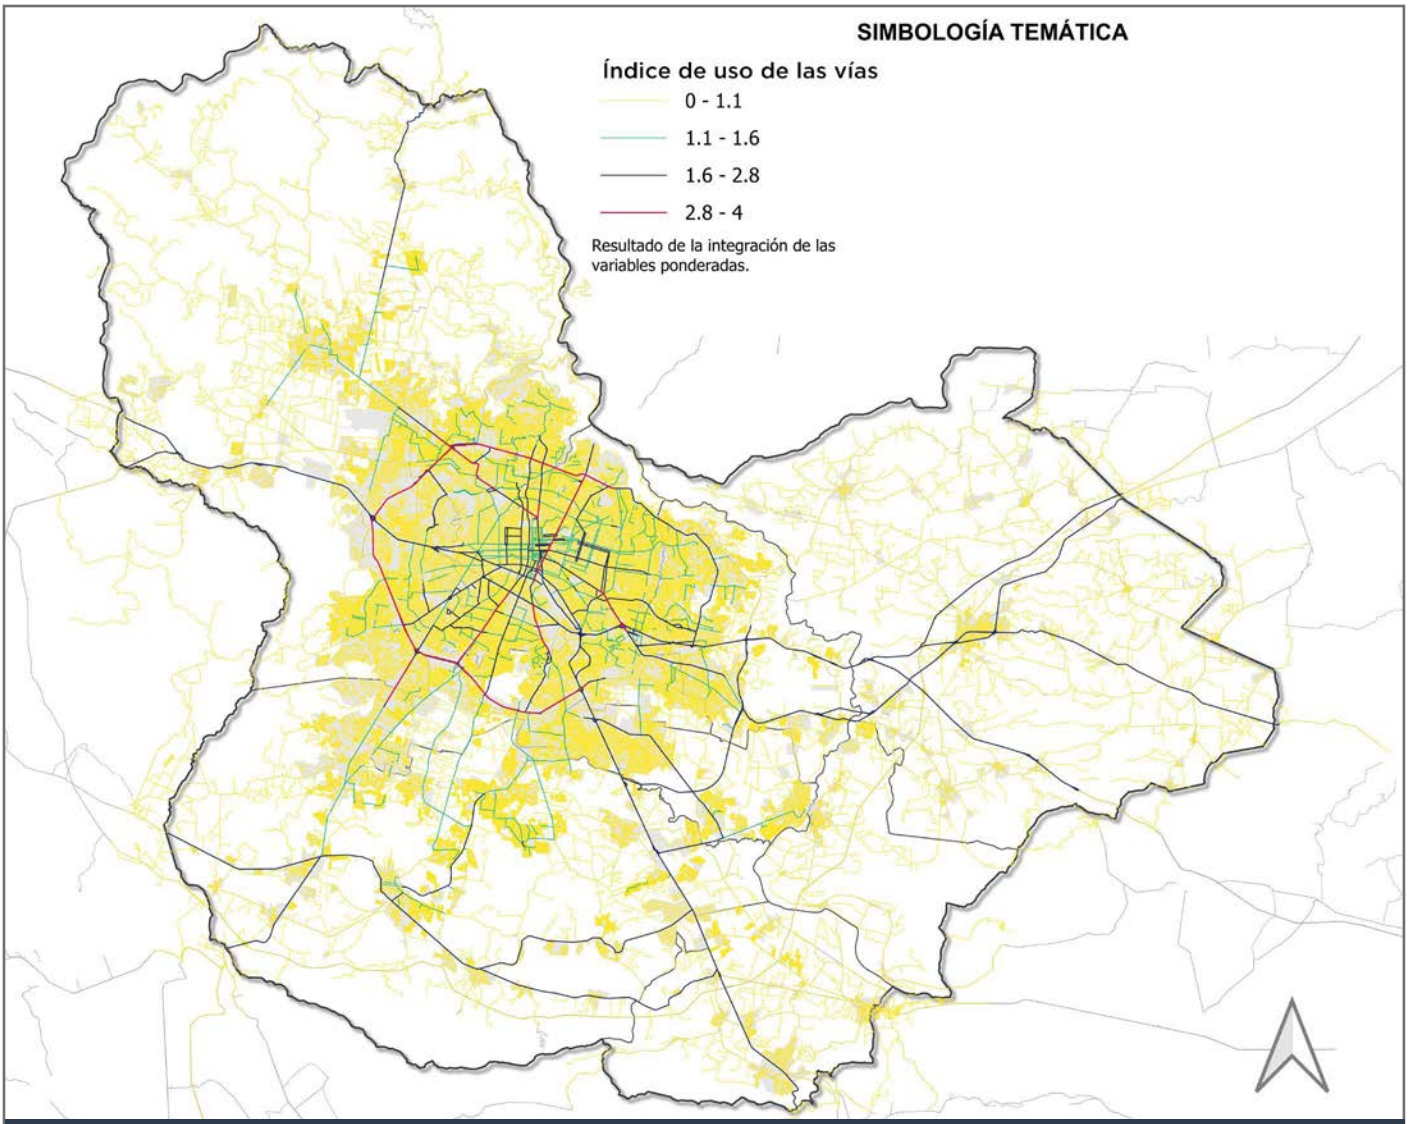 SIMBOLOGÍA TEMÁTICA
Índice de uso de las vías
0 - 1.1
1.1 - 1.6
1.6 - 2.8
2.8 - 4
Resultado de la integración de las
variables ponderadas.